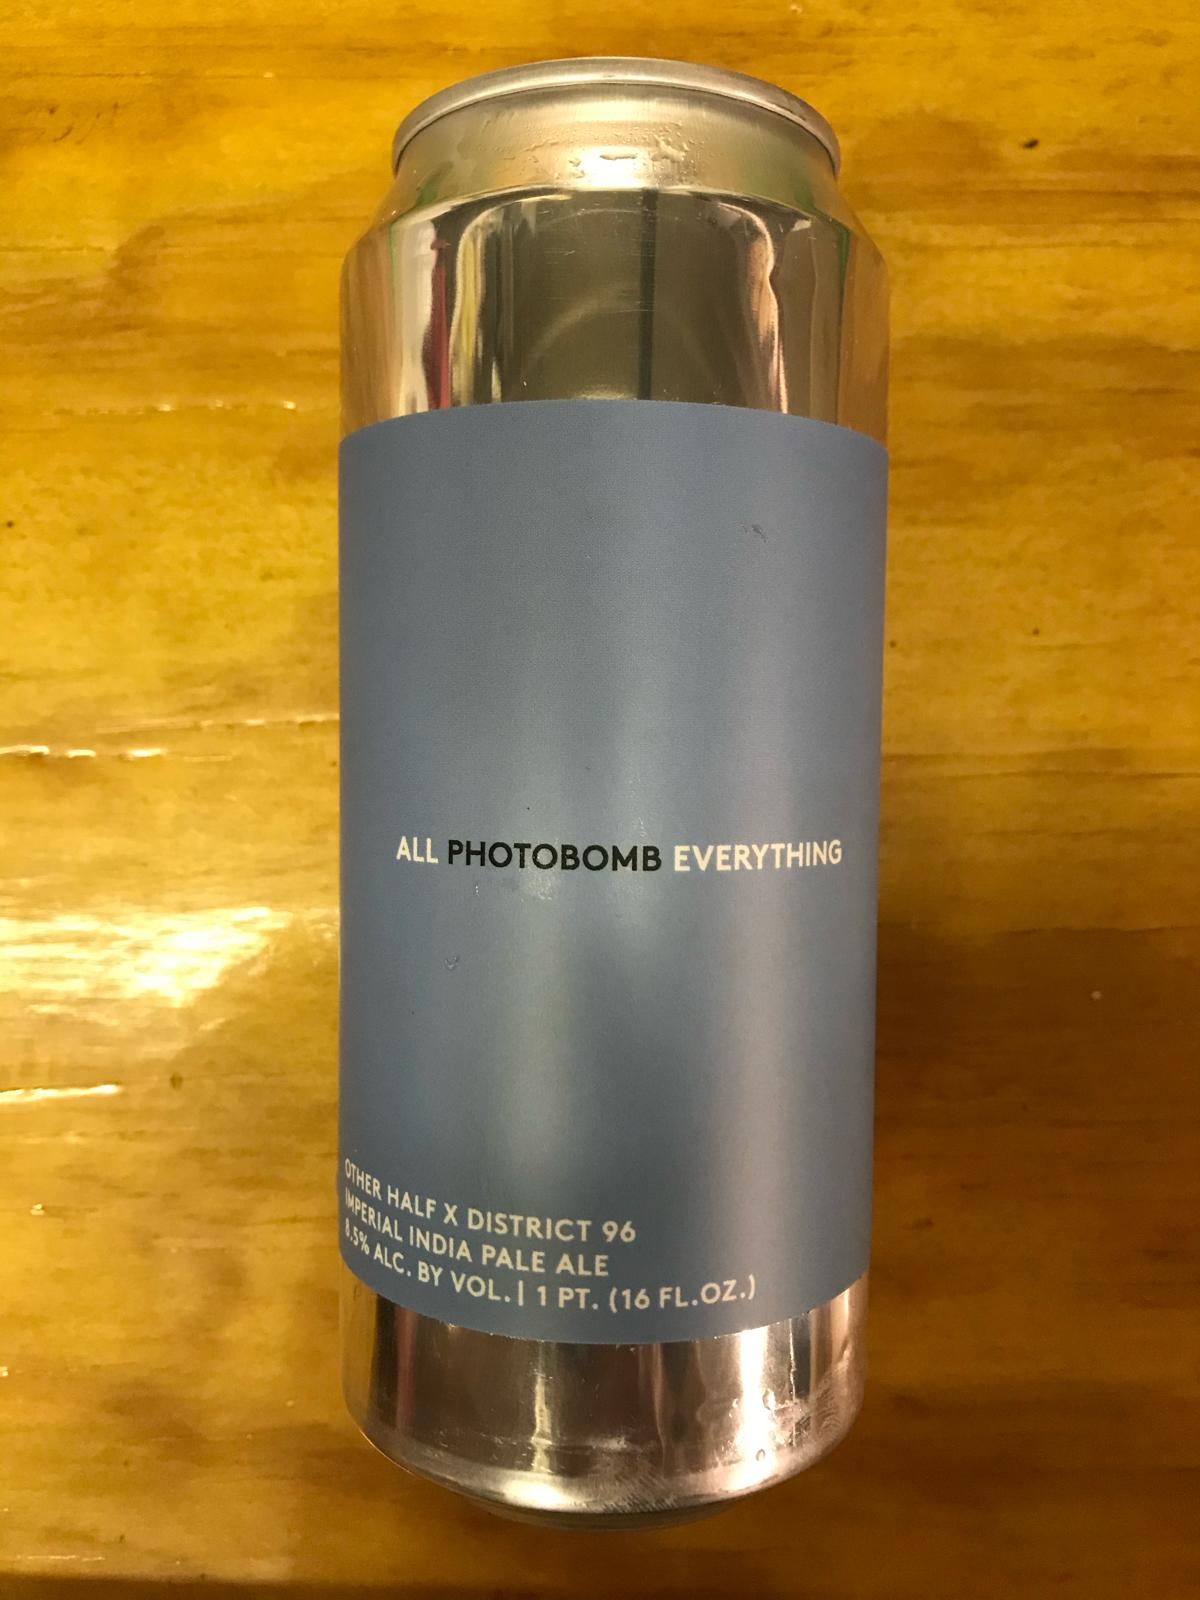 ALL PHOTOBOMB EVERYTHING
OTHER HALF X DISTRICT 96
IMPERIAL INDIA PALE ALE
8.5% ALC. BY VOL. | 1 PT. (16 FL.OZ.)